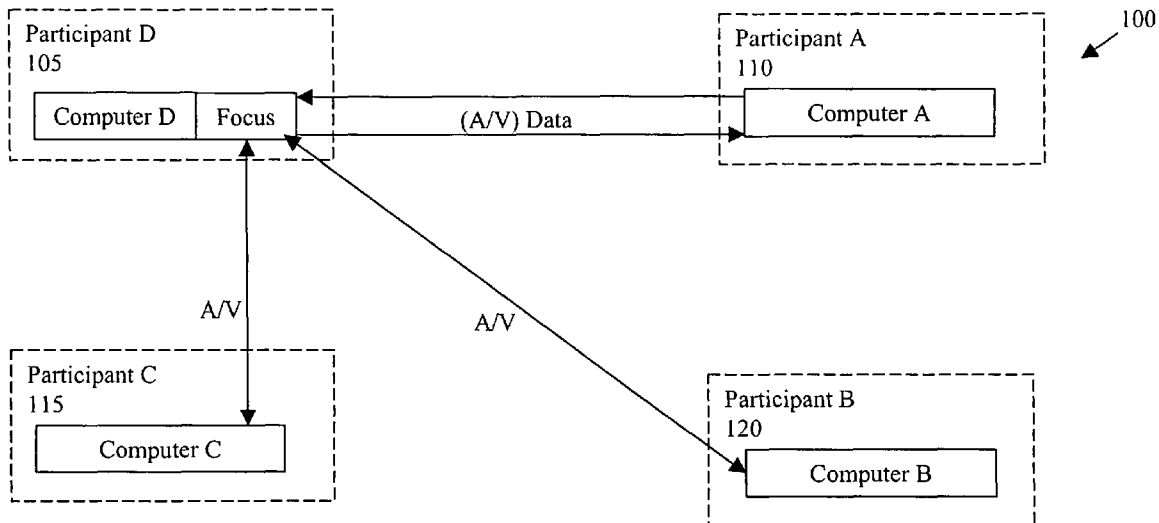 Participant D
105
Computer D
Focus
(A/V) Data
Participant A
110
Computer A
100
A/V
A/V
Participant C
115
Computer C
Participant B
120
Computer B